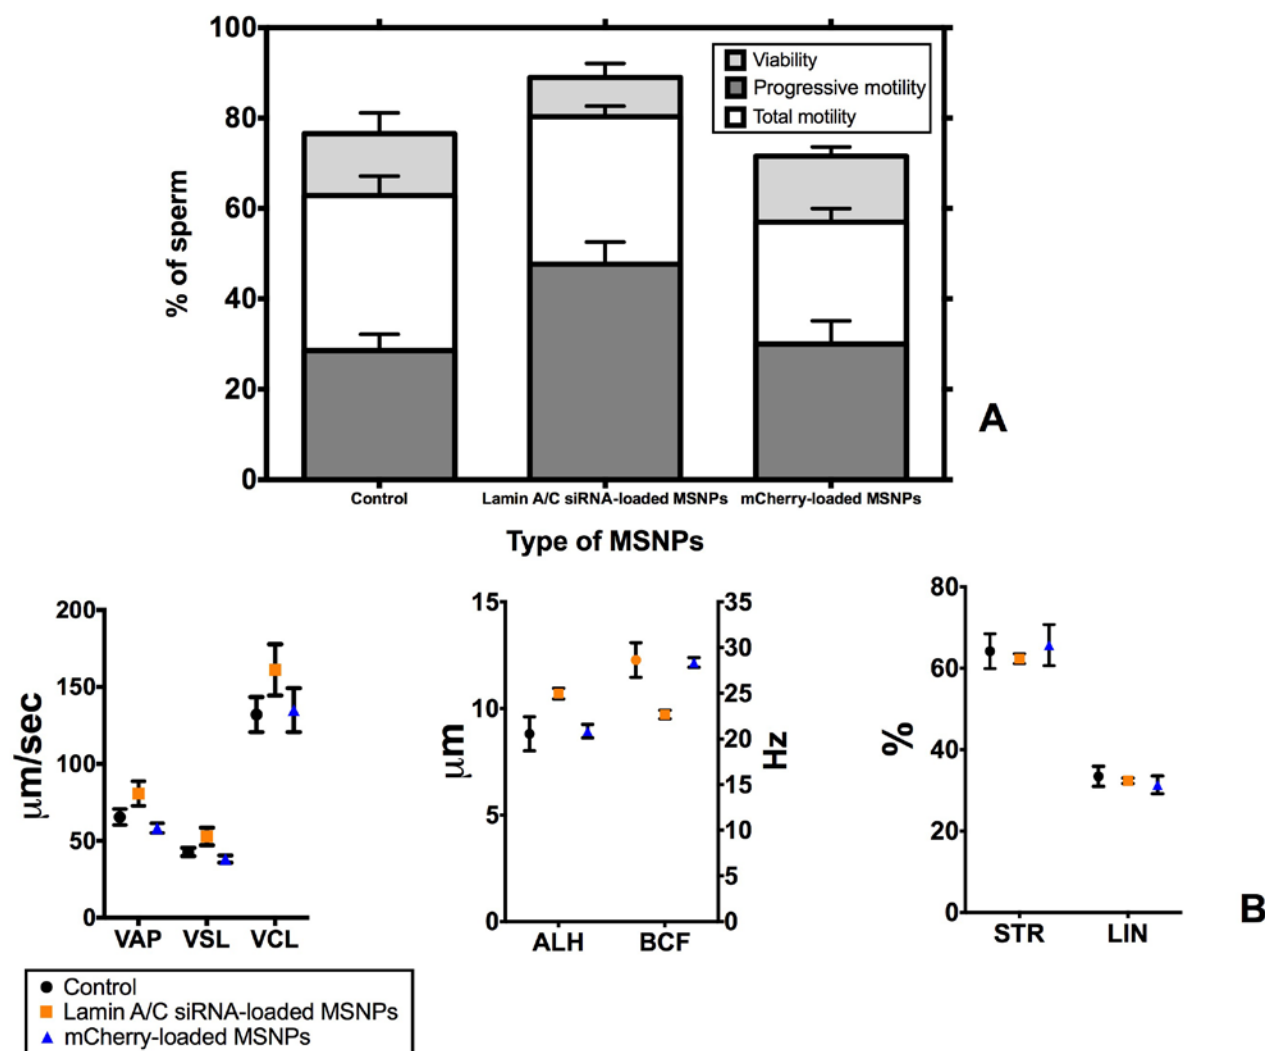 100
80
60
40
20
0
% of sperm
Viability
Progressive motility
Total motility
Control
Lamin A/C siRNA-loaded MSNPs
mCherry-loaded MSNPs
Type of MSNPs
A
200
150
100
50
0
μm/sec
VAP VSL VCL
15
10
5
0
μm
35
30
25
20
15
10
5
0
Hz
ALH BCF
80
60
40
20
0
%
STR LIN
B
Control
Lamin A/C siRNA-loaded MSNPs
mCherry-loaded MSNPs